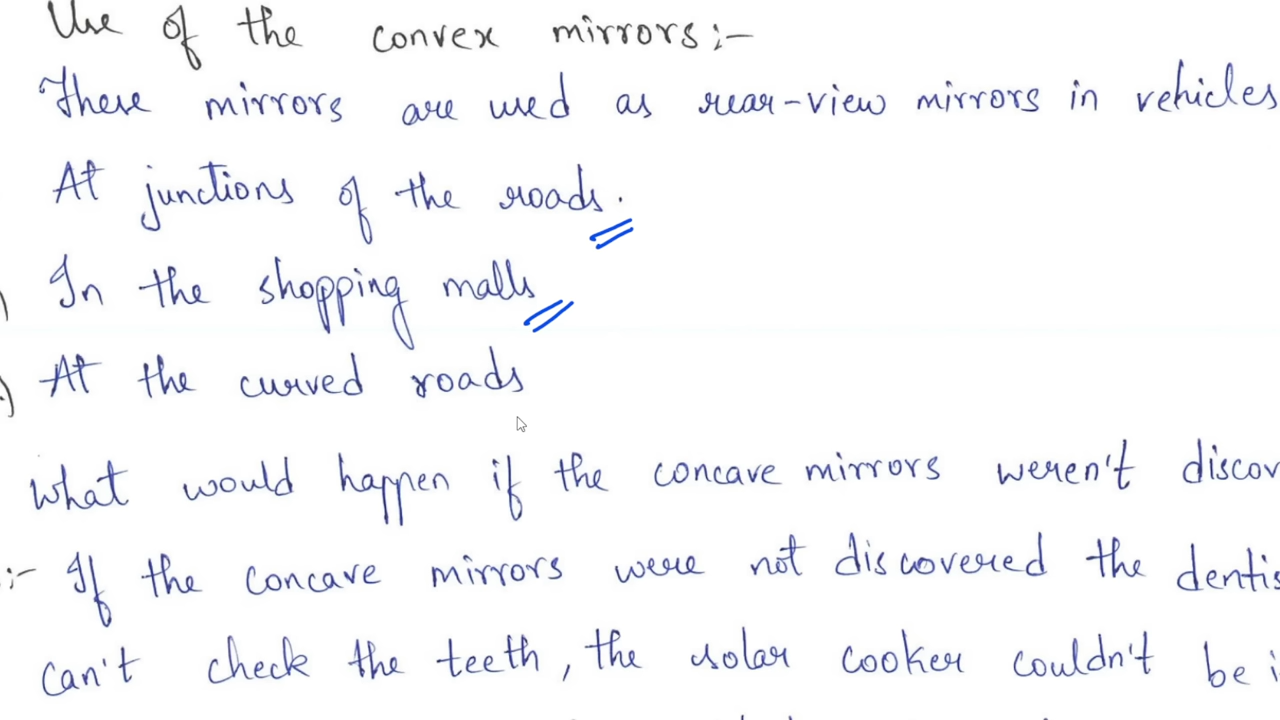 Use of the convex mirrors:-
These mirrors are used as rear-view mirrors in vehicles
At junctions of the roads.
) In the shopping malls
) At the curved roads
What would happen if the concave mirrors weren't discov
:- If the concave mirrors were not discovered the dentis
can't check the teeth, the solar cooker couldn't be i